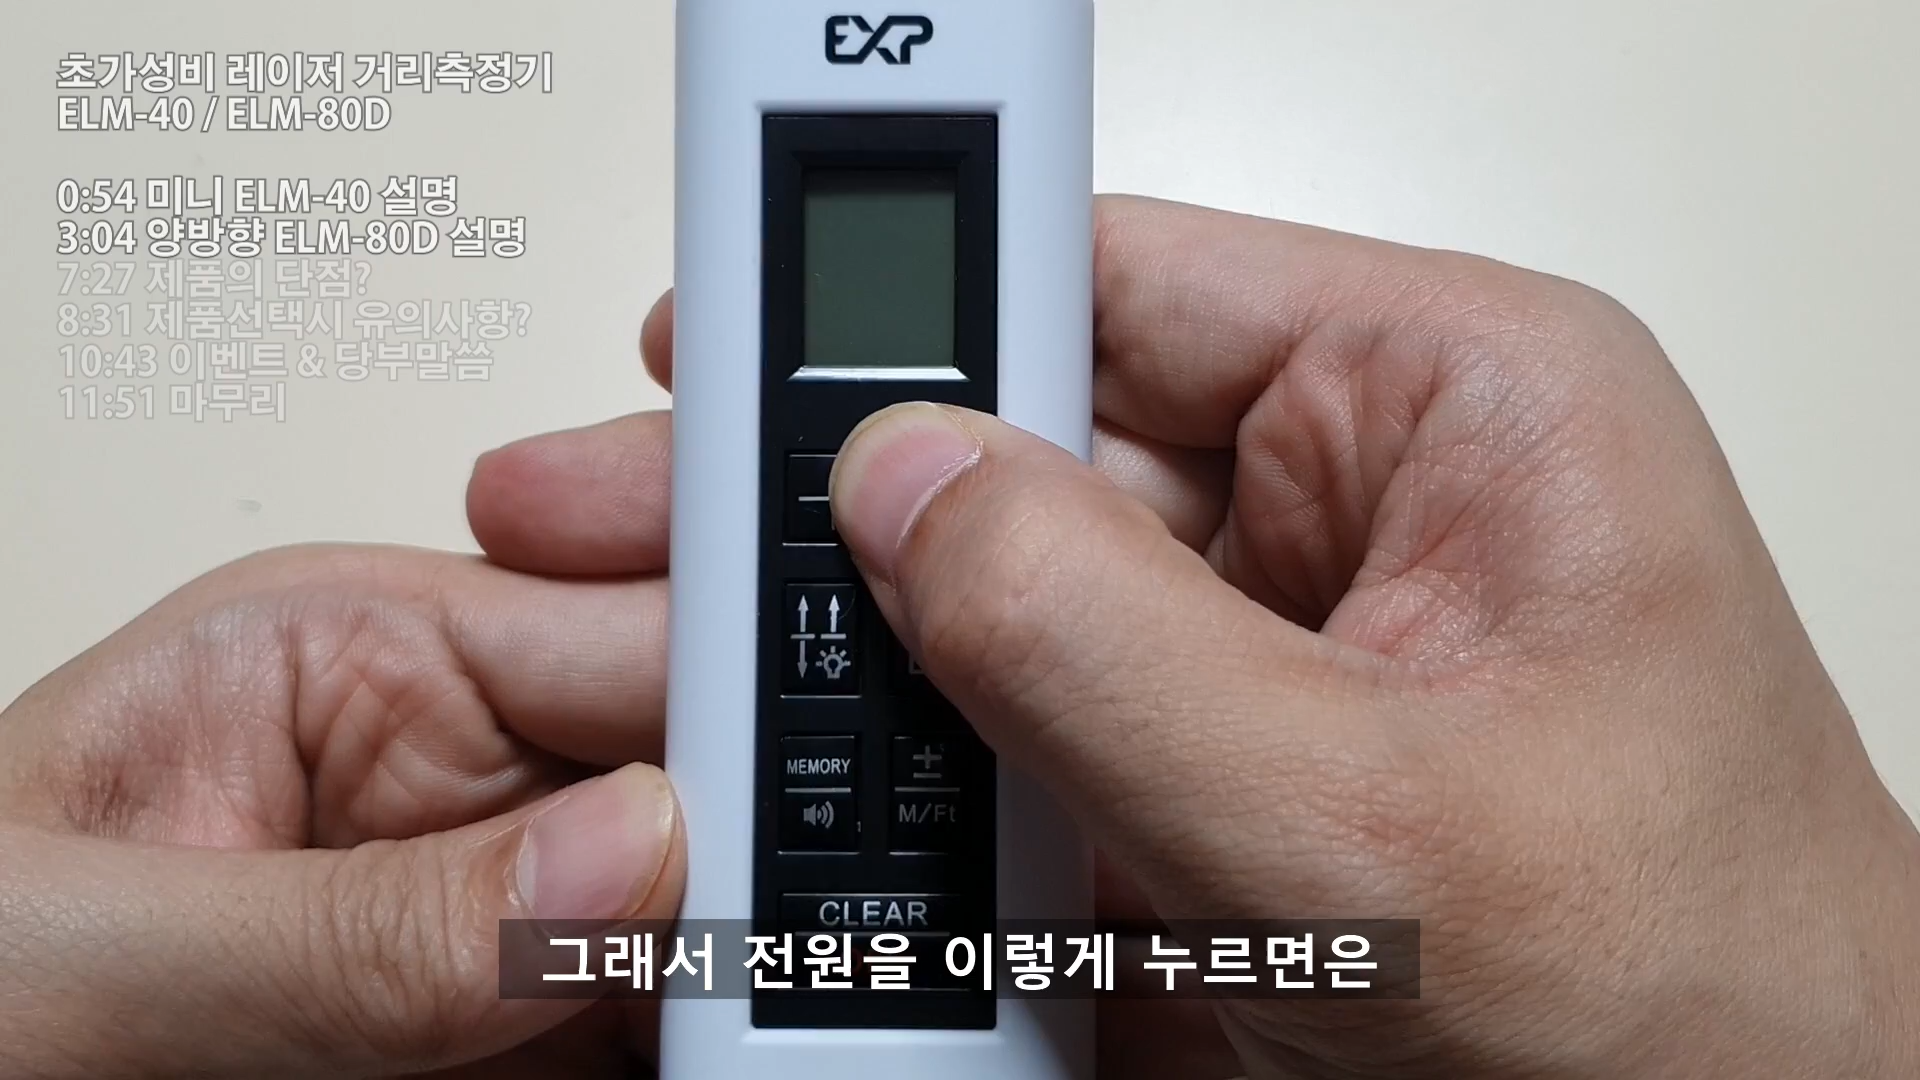 초가성비 레이저 거리측정기
ELM-40 / ELM-80D
0:54 미니 ELM-40 설명
3:04 양방향 ELM-80D 설명
7:27 제품의 단점?
8:31 제품선택시 유의사항?
10:43 이벤트 & 당부말씀
11:51 마무리
EXP
MEMORY
±
M/Ft
CLEAR
그래서 전원을 이렇게 누르면은